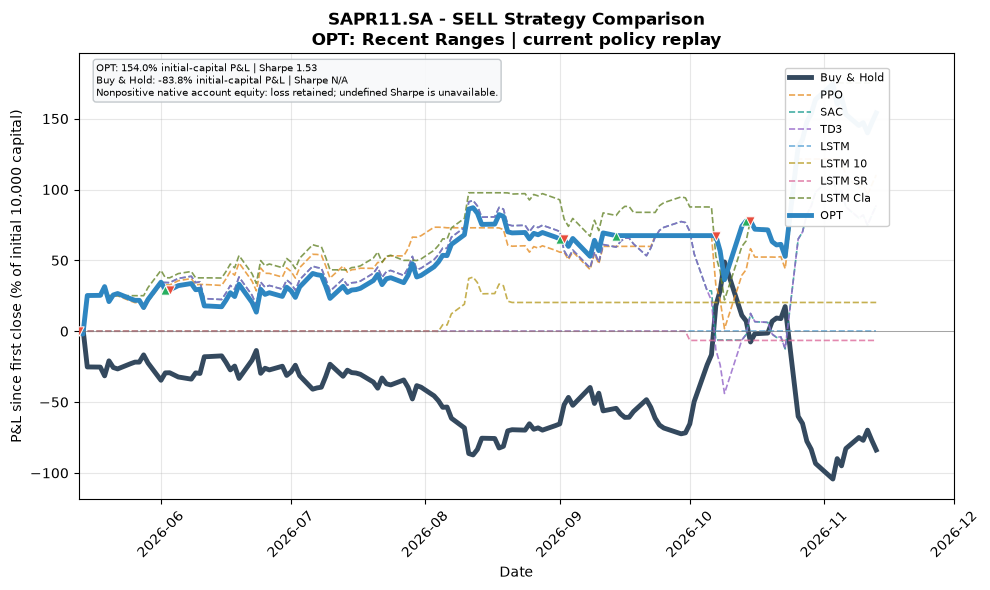 SAPR11.SA - SELL Strategy Comparison
OPT: Recent Ranges | current policy replay
OPT: 154.0% initial-capital P&L | Sharpe 1.53
Buy & Hold: -83.8% initial-capital P&L | Sharpe N/A
Nonpositive native account equity: loss retained; undefined Sharpe is unavailable.
Buy & Hold
PPO
SAC
TD3
LSTM
LSTM 10
LSTM SR
LSTM Cla
OPT
P&L since first close (% of initial 10,000 capital)
150
100
50
0
−50
−100
2026-06
2026-07
2026-08
2026-09
2026-10
2026-11
2026-12
Date